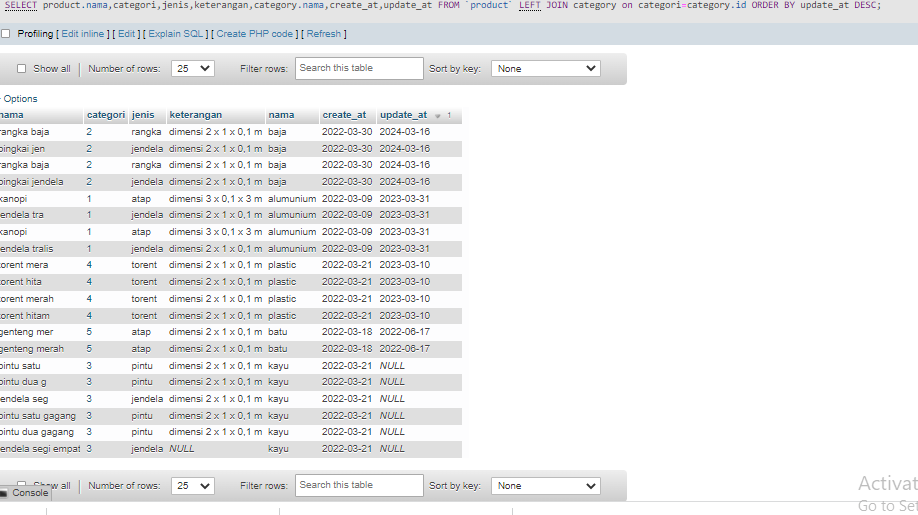 SELECT product.nama,categori,jenis,keterangan,category.nama,create_at,update_at FROM `product` LEFT JOIN category on categori=category.id ORDER BY update_at DESC;
Profiling [ Edit inline ] [ Edit ] [ Explain SQL ] [ Create PHP code ] [ Refresh ]
Show all Number of rows: 25 Filter rows: Search this table Sort by key: None
Options
nama categori jenis keterangan nama create_at update_at 1
rangka baja 2 rangka dimensi 2 x 1 x 0,1 m baja 2022-03-30 2024-03-16
bingkai jen 2 jendela dimensi 2 x 1 x 0,1 m baja 2022-03-30 2024-03-16
rangka baja 2 rangka dimensi 2 x 1 x 0,1 m baja 2022-03-30 2024-03-16
bingkai jendela 2 jendela dimensi 2 x 1 x 0,1 m baja 2022-03-30 2024-03-16
kanopi 1 atap dimensi 3 x 0,1 x 3 m alumunium 2022-03-09 2023-03-31
jendela tra 1 jendela dimensi 2 x 1 x 0,1 m alumunium 2022-03-09 2023-03-31
kanopi 1 atap dimensi 3 x 0,1 x 3 m alumunium 2022-03-09 2023-03-31
jendela tralis 1 jendela dimensi 2 x 1 x 0,1 m alumunium 2022-03-09 2023-03-31
torent mera 4 torent dimensi 2 x 1 x 0,1 m plastic 2022-03-21 2023-03-10
torent hita 4 torent dimensi 2 x 1 x 0,1 m plastic 2022-03-21 2023-03-10
torent merah 4 torent dimensi 2 x 1 x 0,1 m plastic 2022-03-21 2023-03-10
torent hitam 4 torent dimensi 2 x 1 x 0,1 m plastic 2022-03-21 2023-03-10
genteng mer 5 atap dimensi 2 x 1 x 0,1 m batu 2022-03-18 2022-06-17
genteng merah 5 atap dimensi 2 x 1 x 0,1 m batu 2022-03-18 2022-06-17
pintu satu 3 pintu dimensi 2 x 1 x 0,1 m kayu 2022-03-21 NULL
pintu dua g 3 pintu dimensi 2 x 1 x 0,1 m kayu 2022-03-21 NULL
jendela seg 3 jendela dimensi 2 x 1 x 0,1 m kayu 2022-03-21 NULL
pintu satu gagang 3 pintu dimensi 2 x 1 x 0,1 m kayu 2022-03-21 NULL
pintu dua gagang 3 pintu dimensi 2 x 1 x 0,1 m kayu 2022-03-21 NULL
jendela segi empat 3 jendela NULL kayu 2022-03-21 NULL
Show all Number of rows: 25 Filter rows: Search this table Sort by key: None
Console
Activat
Go to Set